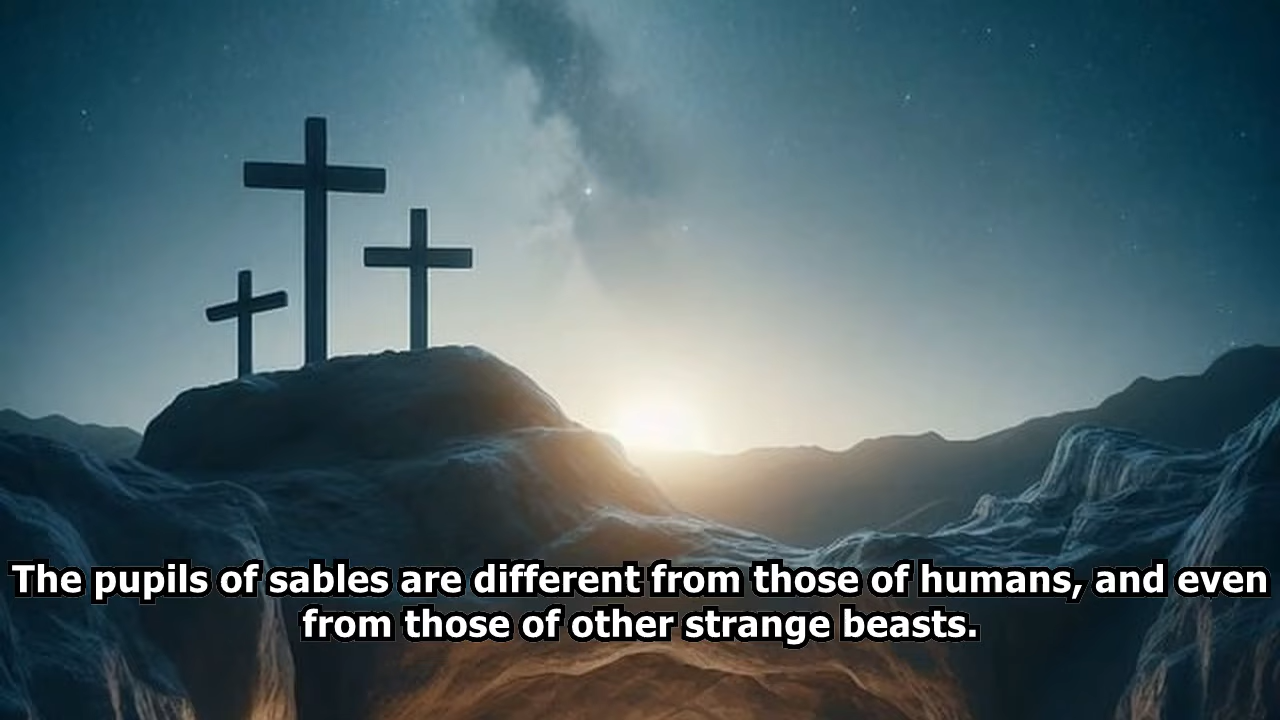 The pupils of sables are different from those of humans, and even
from those of other strange beasts.